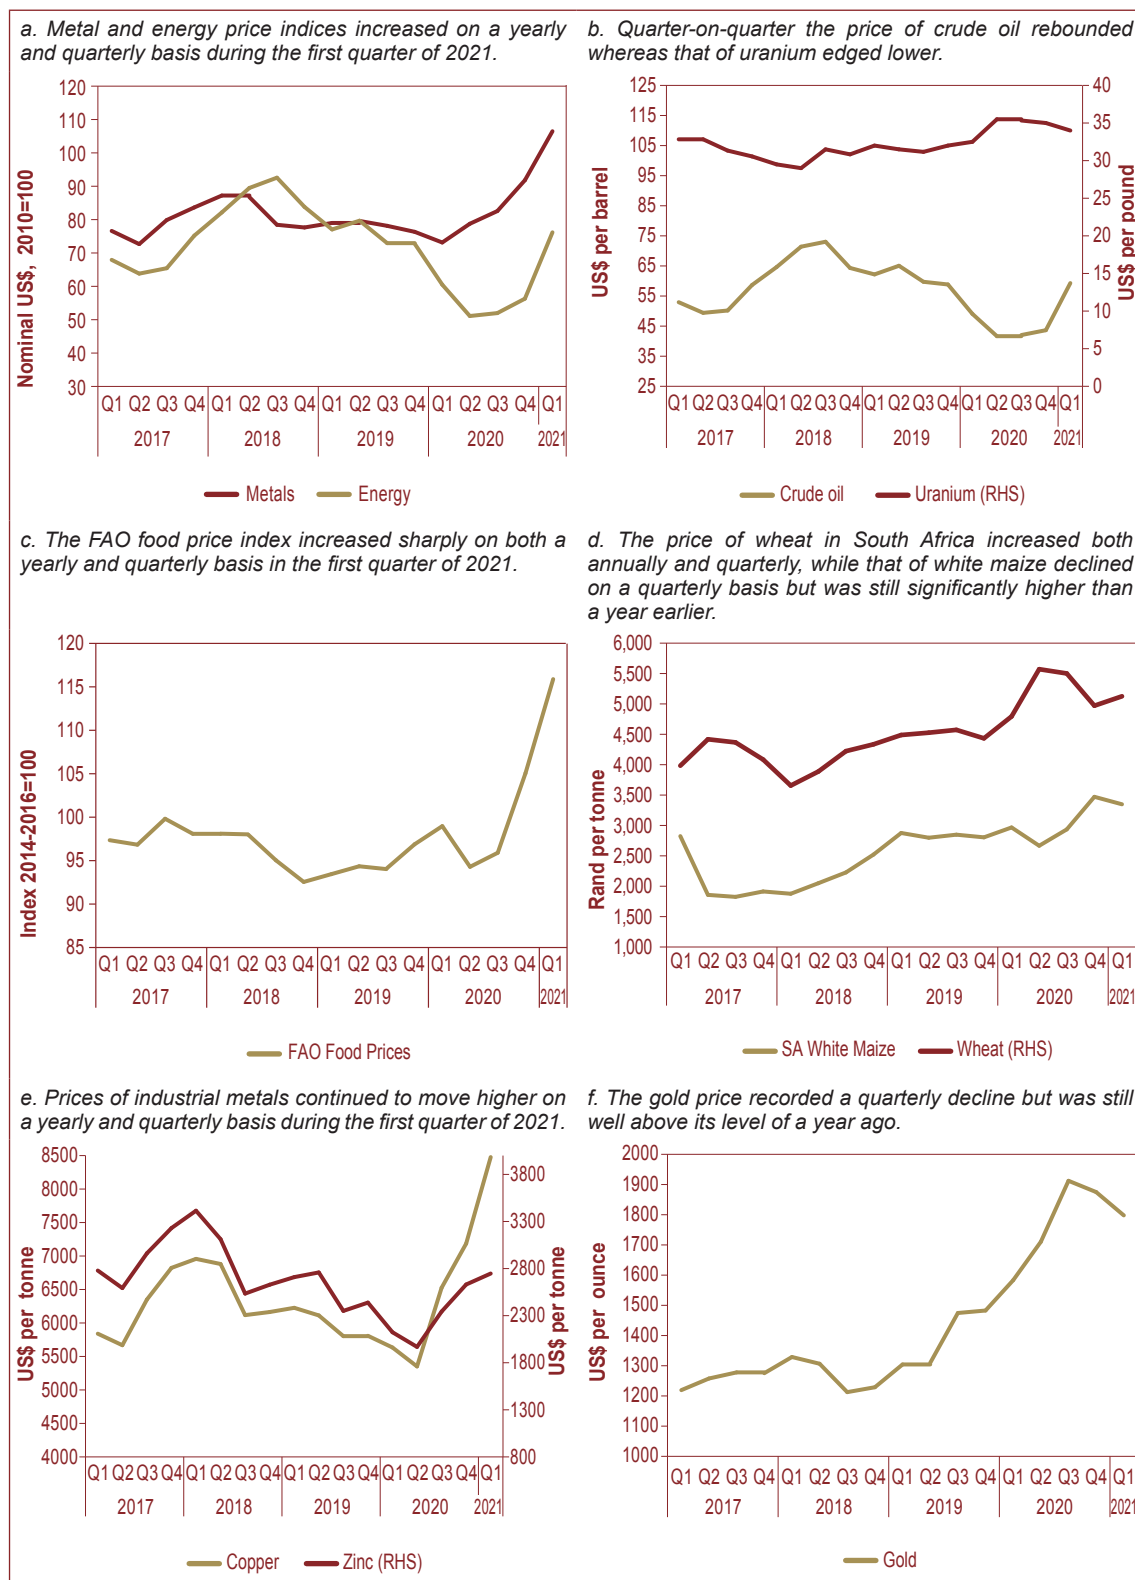 a. Metal and energy price indices increased on a yearly
and quarterly basis during the first quarter of 2021.
120
110
100
90
80
70
60
50
40
30
Nominal US$, 2010=100
Q1 Q2 Q3 Q4 Q1 Q2 Q3 Q4 Q1 Q2 Q3 Q4 Q1 Q2 Q3 Q4 Q1
2017 2018 2019 2020 2021
Metals Energy
b. Quarter-on-quarter the price of crude oil rebounded
whereas that of uranium edged lower.
125
115
105
95
85
75
65
55
45
35
25
US$ per barrel
40
35
30
25
20
15
10
5
0
US$ per pound
Q1 Q2 Q3 Q4 Q1 Q2 Q3 Q4 Q1 Q2 Q3 Q4 Q1 Q2 Q3 Q4 Q1
2017 2018 2019 2020 2021
Crude oil Uranium (RHS)
c. The FAO food price index increased sharply on both a
yearly and quarterly basis in the first quarter of 2021.
120
115
110
105
100
95
90
85
Index 2014-2016=100
Q1 Q2 Q3 Q4 Q1 Q2 Q3 Q4 Q1 Q2 Q3 Q4 Q1 Q2 Q3 Q4 Q1
2017 2018 2019 2020 2021
FAO Food Prices
d. The price of wheat in South Africa increased both
annually and quarterly, while that of white maize declined
on a quarterly basis but was still significantly higher than
a year earlier.
6,000
5,500
5,000
4,500
4,000
3,500
3,000
2,500
2,000
1,500
1,000
Rand per tonne
Q1 Q2 Q3 Q4 Q1 Q2 Q3 Q4 Q1 Q2 Q3 Q4 Q1 Q2 Q3 Q4 Q1
2017 2018 2019 2020 2021
SA White Maize Wheat (RHS)
e. Prices of industrial metals continued to move higher on
a yearly and quarterly basis during the first quarter of 2021.
8500
8000
7500
7000
6500
6000
5500
5000
4500
4000
US$ per tonne
3800
3300
2800
2300
1800
1300
800
US$ per tonne
Q1 Q2 Q3 Q4 Q1 Q2 Q3 Q4 Q1 Q2 Q3 Q4 Q1 Q2 Q3 Q4 Q1
2017 2018 2019 2020 2021
Copper Zinc (RHS)
f. The gold price recorded a quarterly decline but was still
well above its level of a year ago.
2000
1900
1800
1700
1600
1500
1400
1300
1200
1100
1000
US$ per ounce
Q1 Q2 Q3 Q4 Q1 Q2 Q3 Q4 Q1 Q2 Q3 Q4 Q1 Q2 Q3 Q4 Q1
2017 2018 2019 2020 2021
Gold